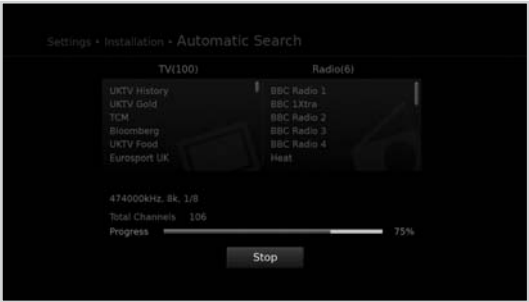 Settings • Installation • Automatic Search
TV(100)
UKTV History
UKTV Gold
TCM
Bloomberg
UKTV Food
Eurosport UK
Radio(6)
BBC Radio 1
BBC 1Xtra
BBC Radio 2
BBC Radio 3
BBC Radio 4
Heat
474000kHz, 8k, 1/8
Total Channels 106
Progress 75%
Stop